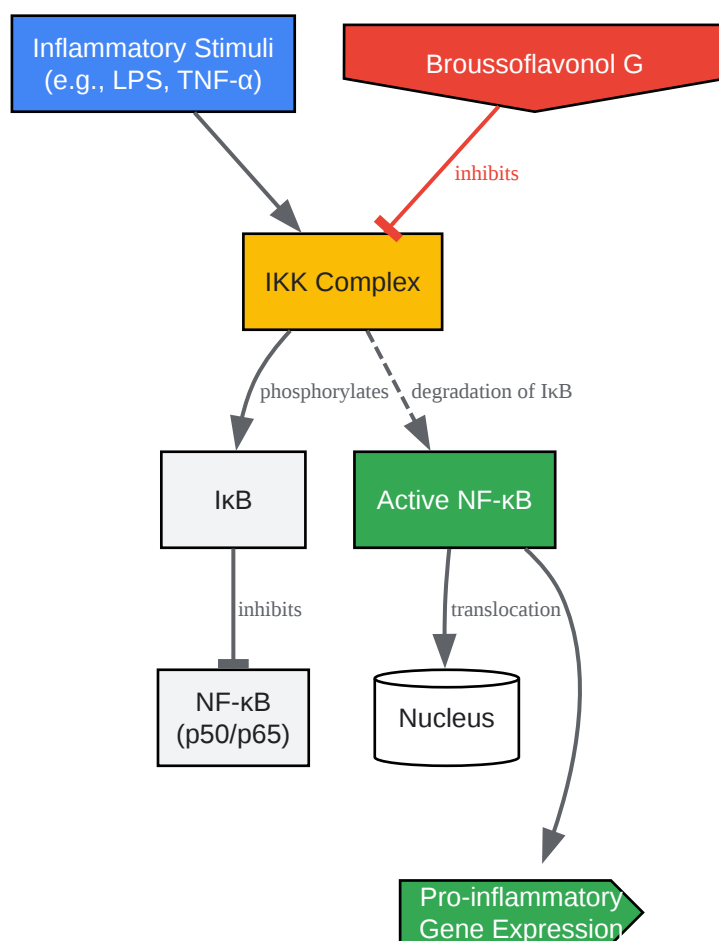 Inflammatory Stimuli
(e.g., LPS, TNF-α)
Broussoflavonol G
inhibits
IKK Complex
phosphorylates
degradation of IκB
IκB
Active NF-κB
inhibits
translocation
NF-κB
(p50/p65)
Nucleus
Pro-inflammatory
Gene Expression